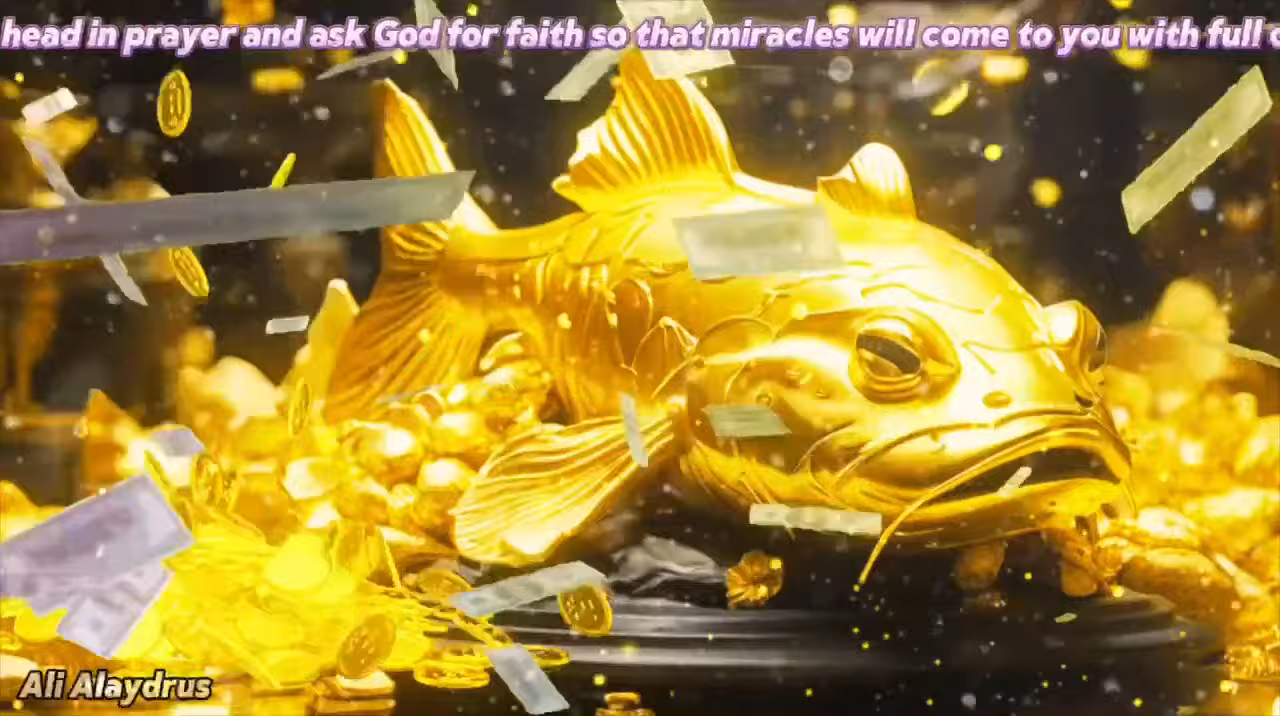 head in prayer and ask God for faith so that miracles will come to you with full
Ali Alaydrus